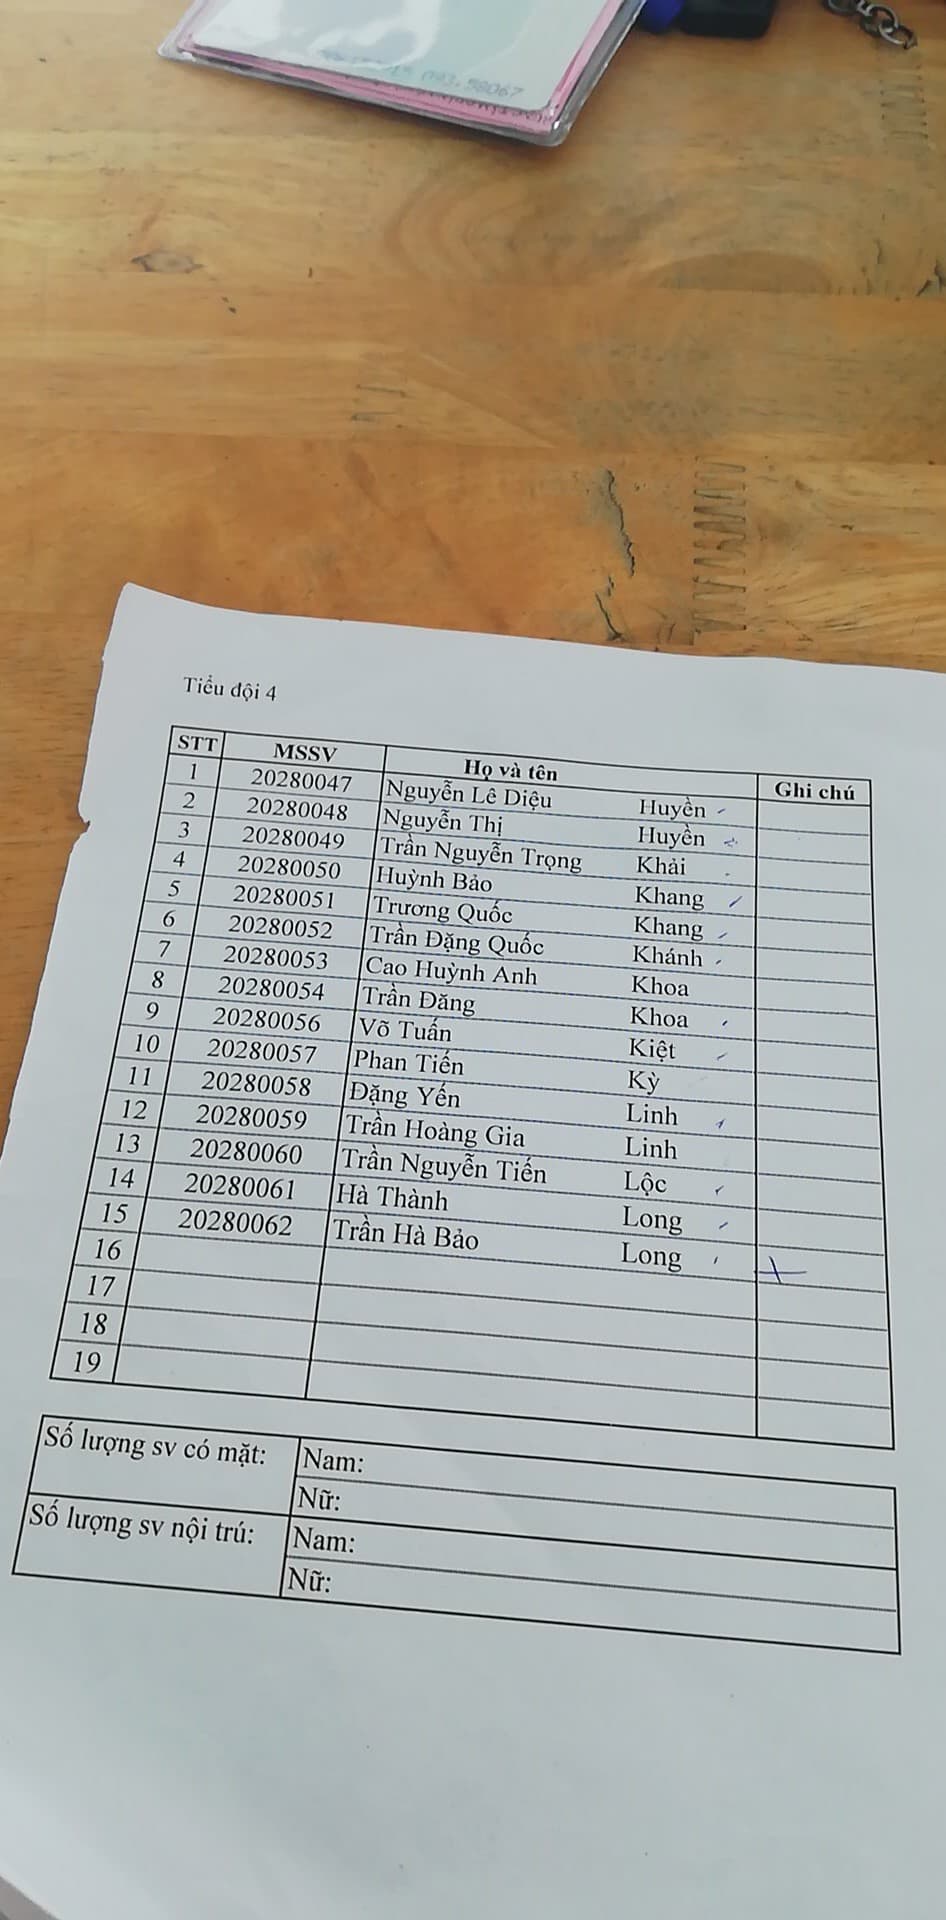 093.58067
Tiểu đội 4
STT MSSV Họ và tên Ghi chú
1 20280047 Nguyễn Lê Diệu Huyền
2 20280048 Nguyễn Thị Huyền
3 20280049 Trần Nguyễn Trọng Khải
4 20280050 Huỳnh Bảo Khang
5 20280051 Trương Quốc Khang
6 20280052 Trần Đặng Quốc Khánh
7 20280053 Cao Huỳnh Anh Khoa
8 20280054 Trần Đăng Khoa
9 20280056 Võ Tuấn Kiệt
10 20280057 Phan Tiến Kỳ
11 20280058 Đặng Yến Linh
12 20280059 Trần Hoàng Gia Linh
13 20280060 Trần Nguyễn Tiến Lộc
14 20280061 Hà Thành Long
15 20280062 Trần Hà Bảo Long
16
17
18
19
Số lượng sv có mặt: Nam:
Nữ:
Số lượng sv nội trú: Nam:
Nữ: